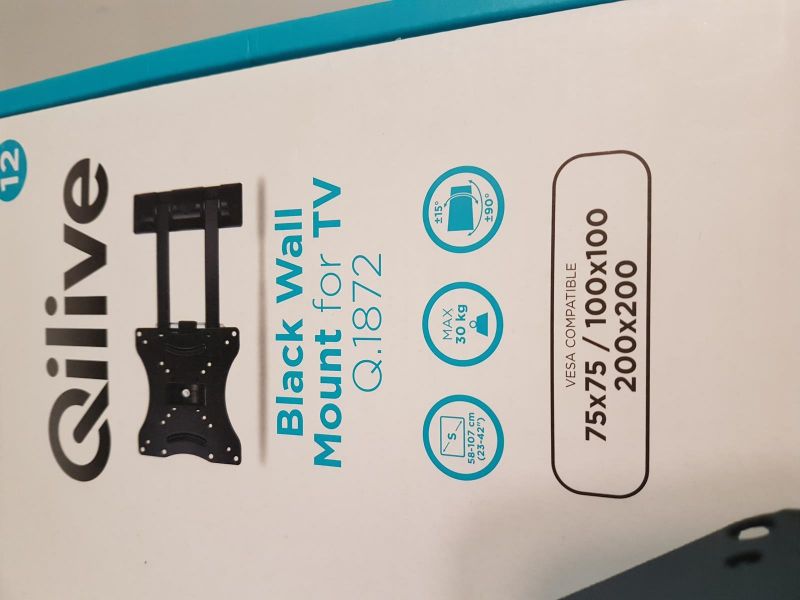 12
Qilive
Black Wall
Mount for TV
Q.1872
S
58-107 cm
(23-42")
MAX
30 kg
±15°
±90°
VESA COMPATIBLE
75x75 / 100x100
200x200